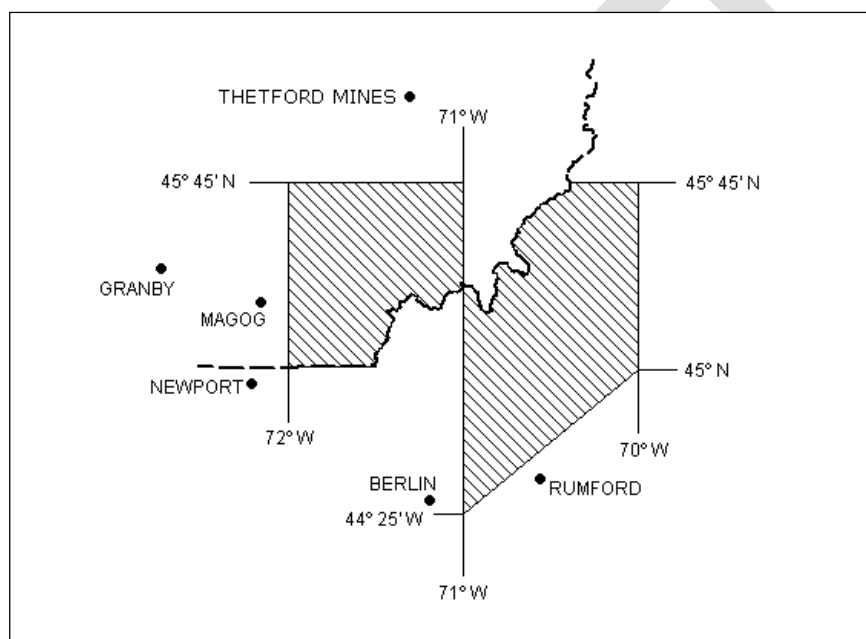 THETFORD MINES
71° W
45° 45' N
45° 45' N
GRANBY
MAGOG
NEWPORT
45° N
72° W
70° W
BERLIN
RUMFORD
44° 25' W
71° W